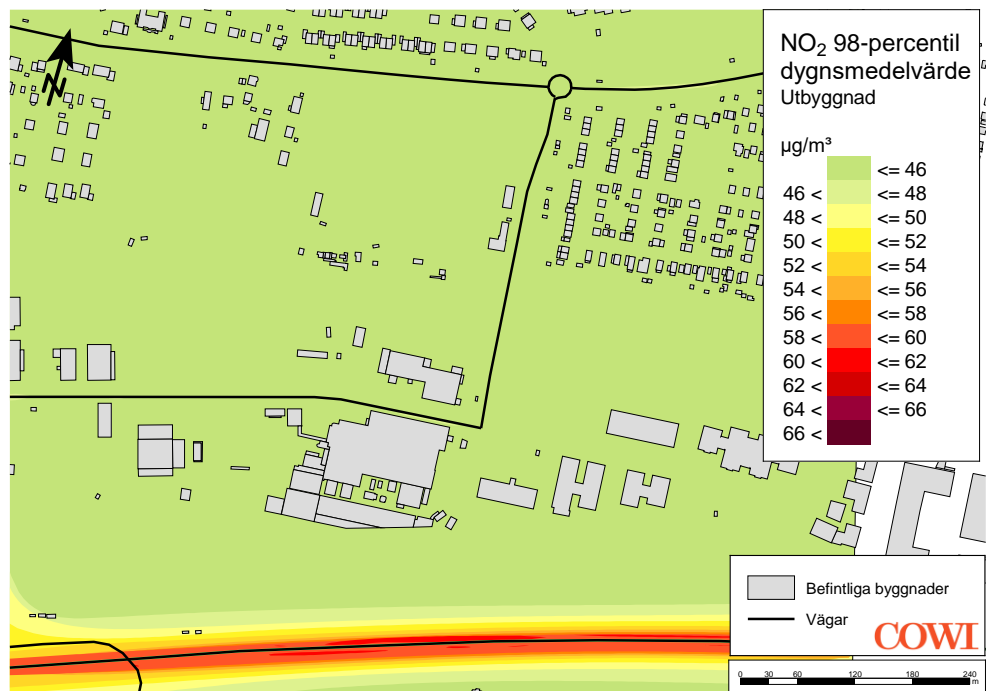 N
NO₂ 98-percentil
dygnsmedelvärde
Utbyggnad
µg/m³
<= 46
46 < <= 48
48 < <= 50
50 < <= 52
52 < <= 54
54 < <= 56
56 < <= 58
58 < <= 60
60 < <= 62
62 < <= 64
64 < <= 66
66 <
Befintliga byggnader
Vägar
COWI
0 30 60 120 180 240
m